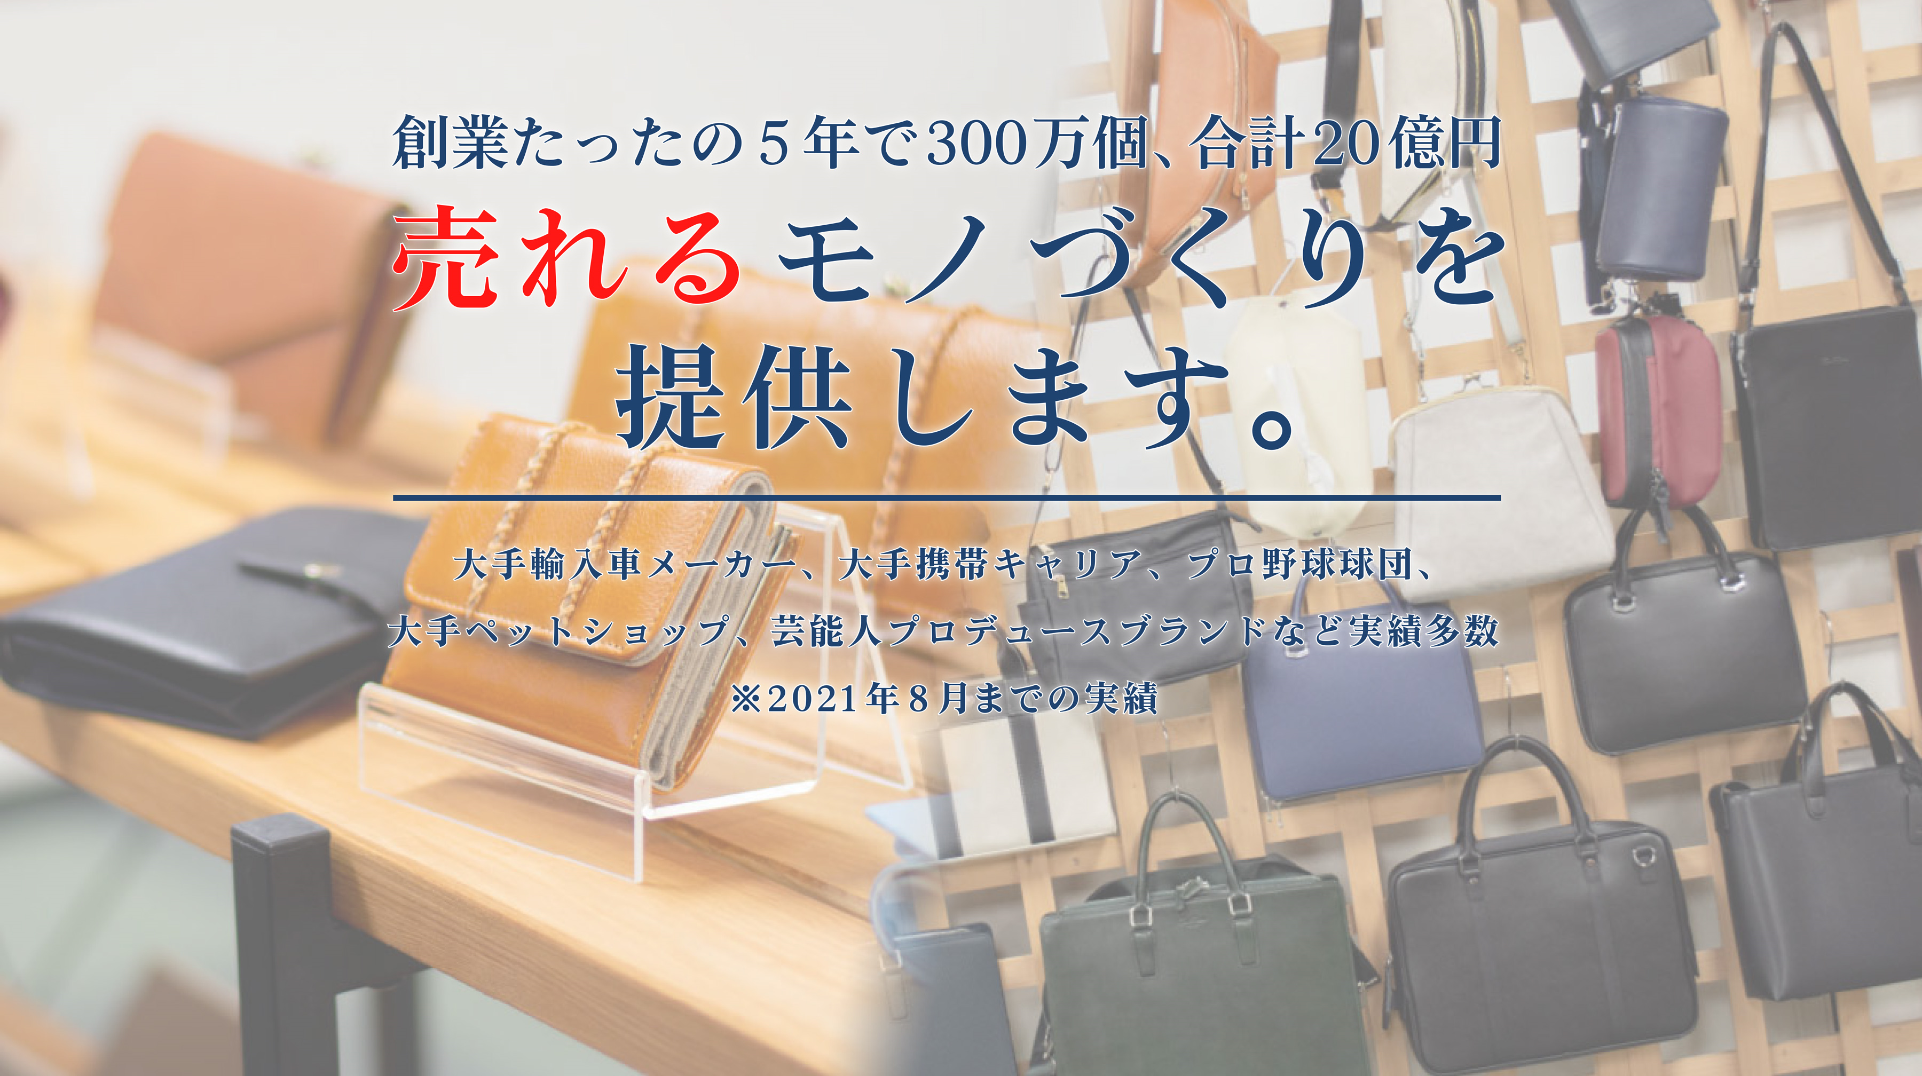 創業たったの５年で300万個、合計20億円
売れるモノづくりを
提供します。
大手輸入車メーカー、大手携帯キャリア、プロ野球球団、
大手ペットショップ、芸能人プロデュースブランドなど実績多数
※2021年８月までの実績